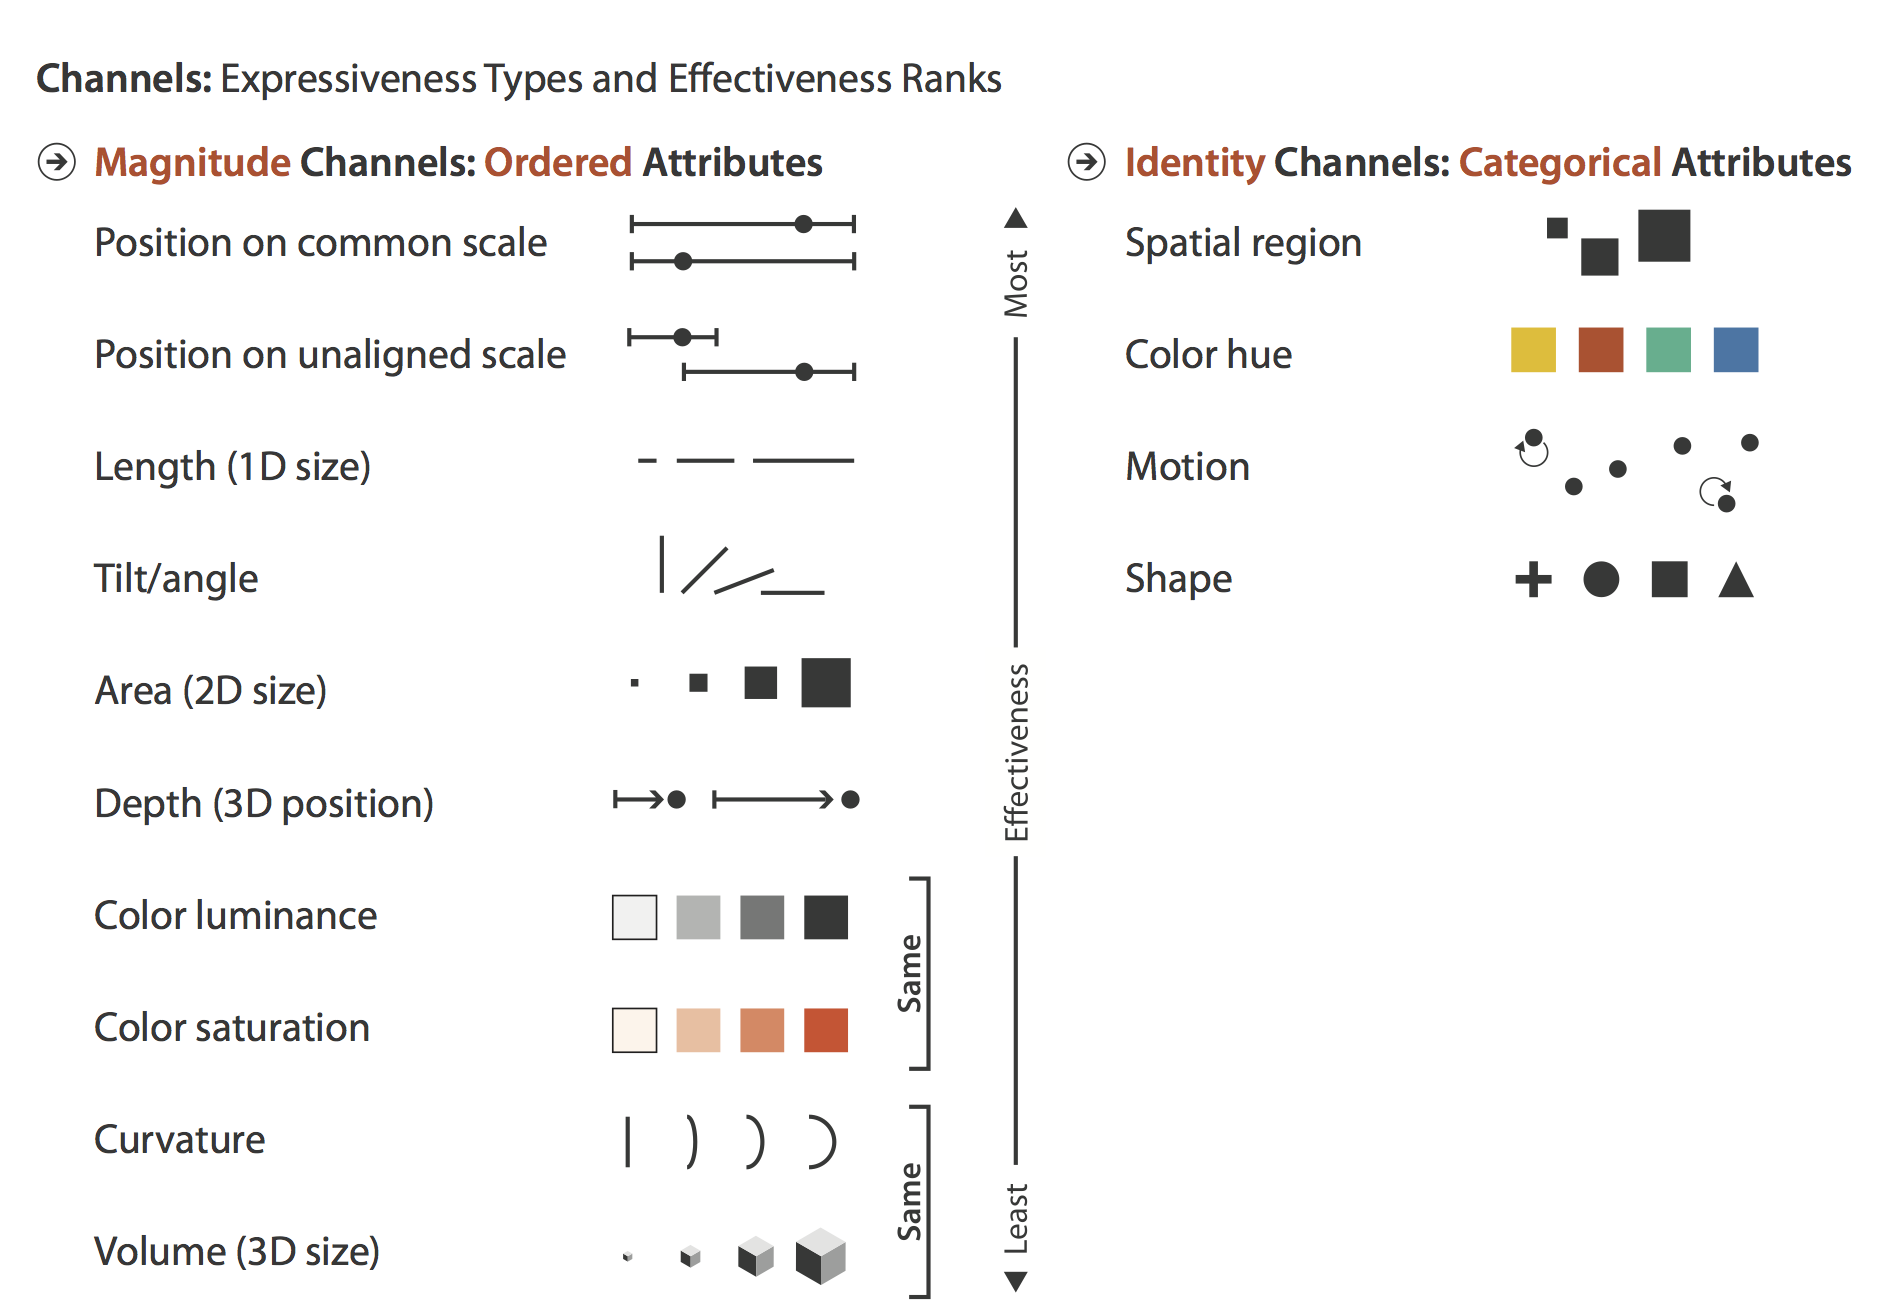 Channels: Expressiveness Types and Effectiveness Ranks
Magnitude Channels: Ordered Attributes
Position on common scale
Position on unaligned scale
Length (1D size)
Tilt/angle
Area (2D size)
Depth (3D position)
Color luminance
Color saturation
Curvature
Volume (3D size)
Same
Same
Most
Effectiveness
Least
Identity Channels: Categorical Attributes
Spatial region
Color hue
Motion
Shape